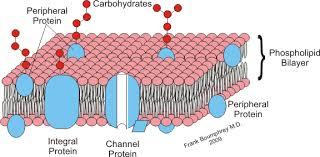 Peripheral
Protein
Carbohydrates
Phospholipid
Bilayer
Peripheral
Protein
Integral
Protein
Channel
Protein
Frank Boumphrey M.D.
2009